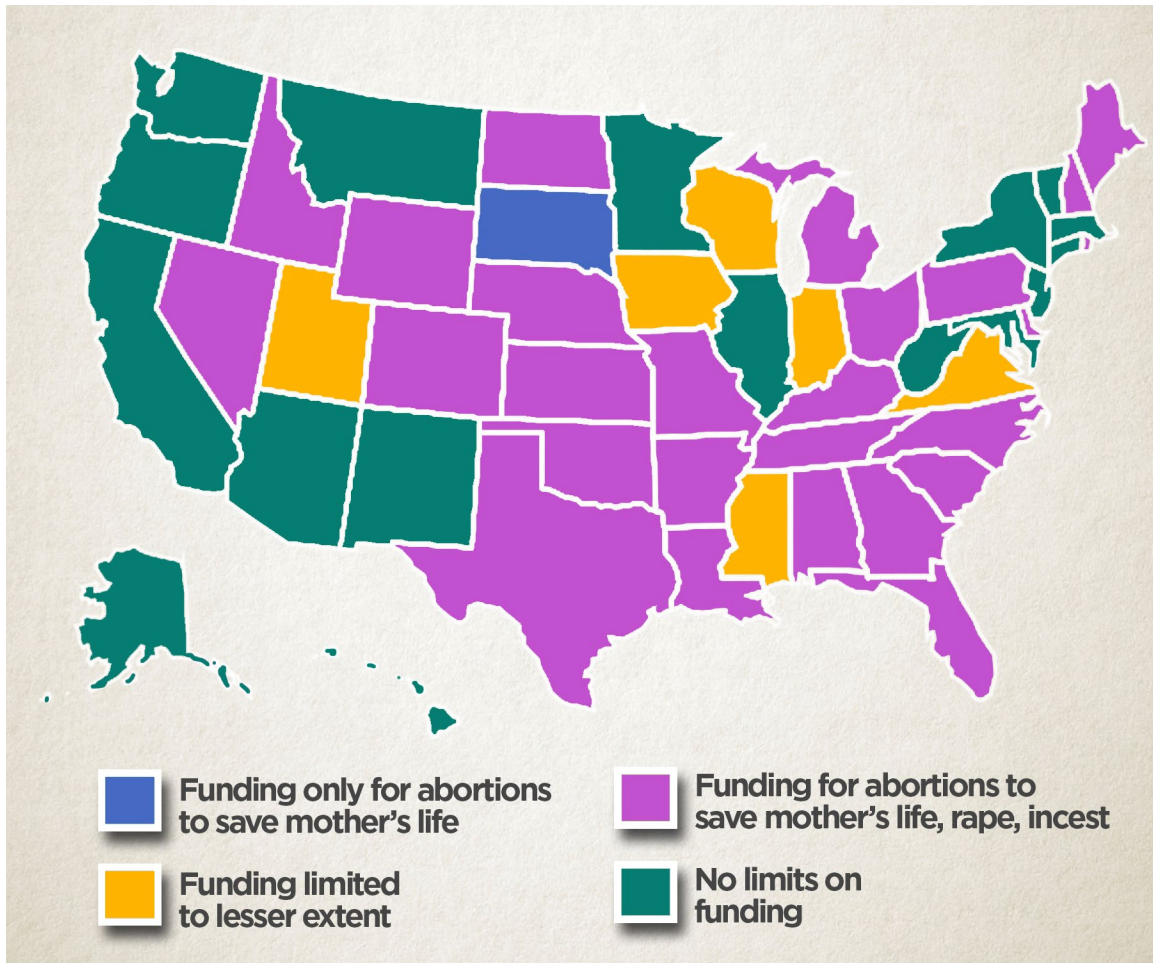 Funding only for abortions
to save mother's life
Funding for abortions to
save mother's life, rape, incest
Funding limited
to lesser extent
No limits on
funding